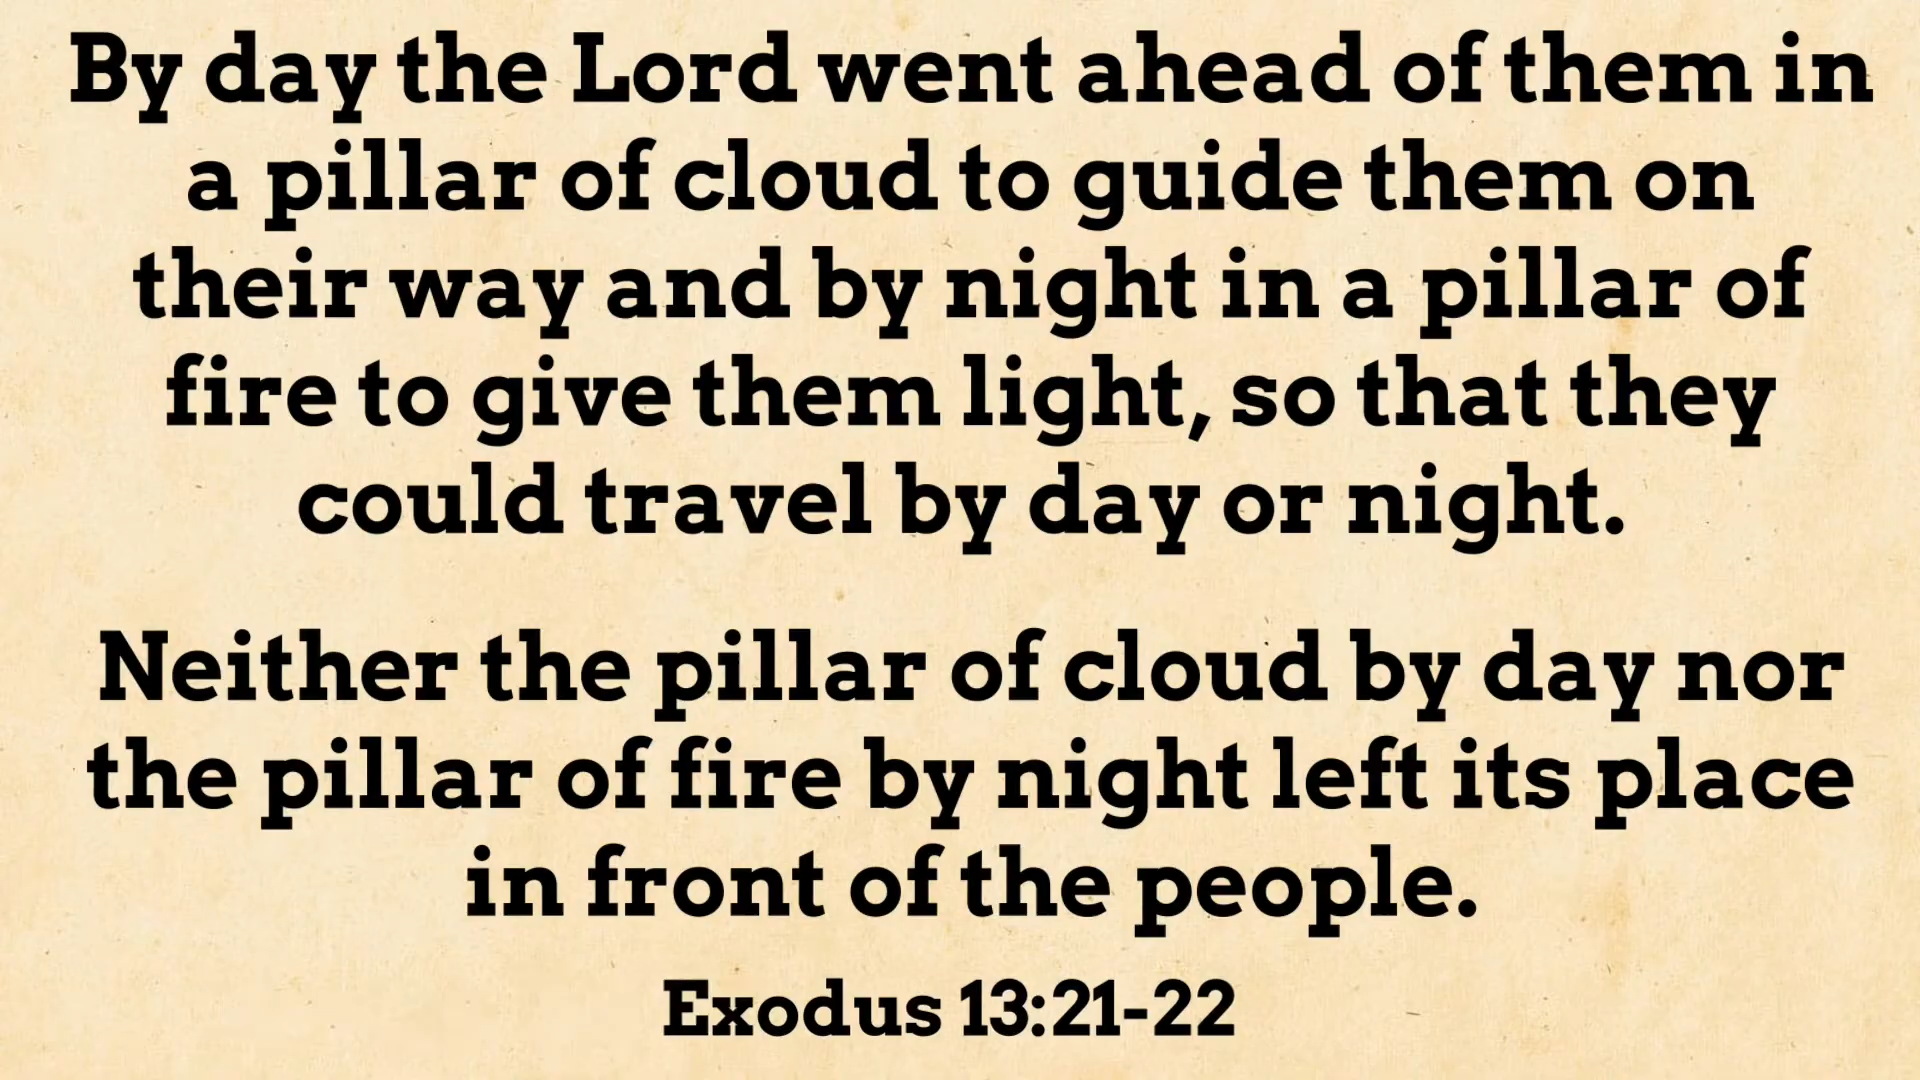 By day the Lord went ahead of them in
a pillar of cloud to guide them on
their way and by night in a pillar of
fire to give them light, so that they
could travel by day or night.
Neither the pillar of cloud by day nor
the pillar of fire by night left its place
in front of the people.
Exodus 13:21-22